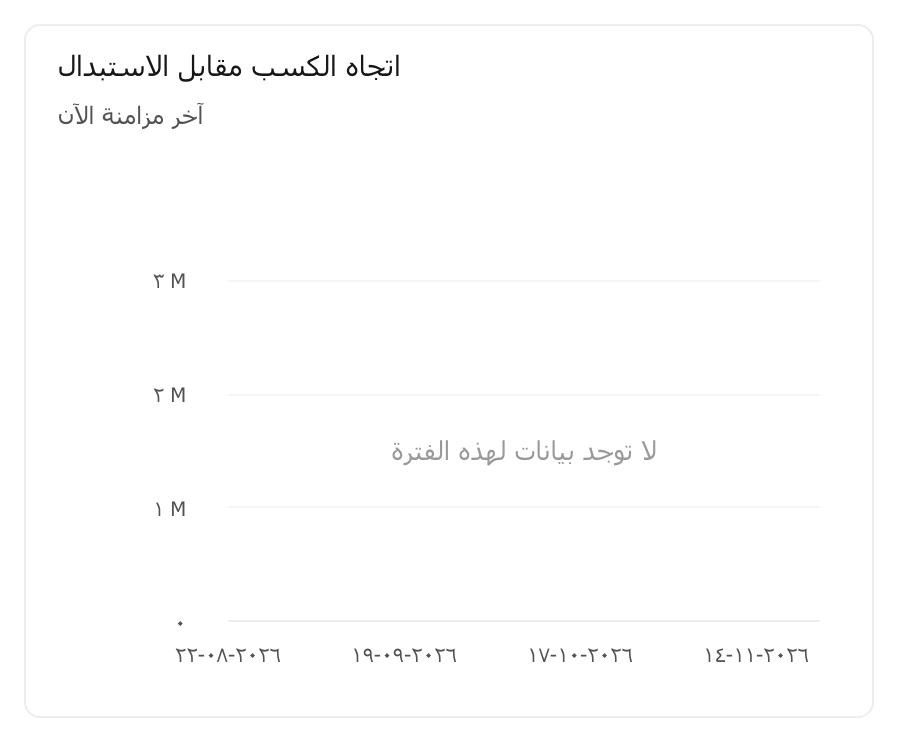 اتجاه الكسب مقابل الاستبدال
آخر مزامنة الآن
٣ M
٢ M
لا توجد بيانات لهذه الفترة
١ M
٠
٢٢-٠٨-٢٠٢٦
١٩-٠٩-٢٠٢٦
١٧-١٠-٢٠٢٦
١٤-١١-٢٠٢٦